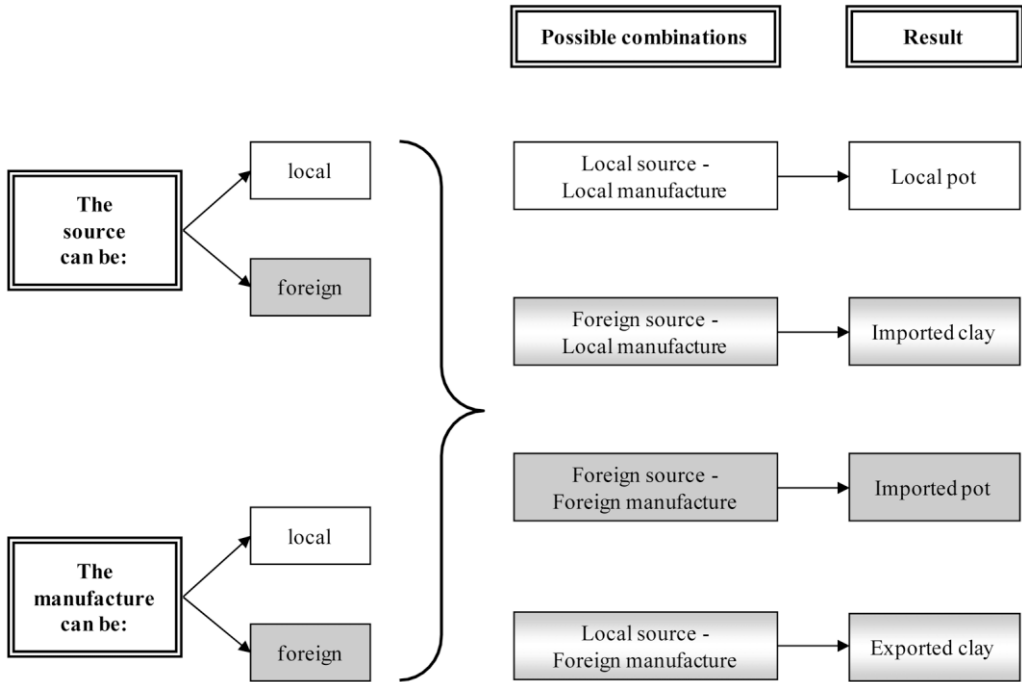 Possible combinations
Result
The
source
can be:
local
foreign
The
manufacture
can be:
local
foreign
Local source -
Local manufacture
Local pot
Foreign source -
Local manufacture
Imported clay
Foreign source -
Foreign manufacture
Imported pot
Local source -
Foreign manufacture
Exported clay